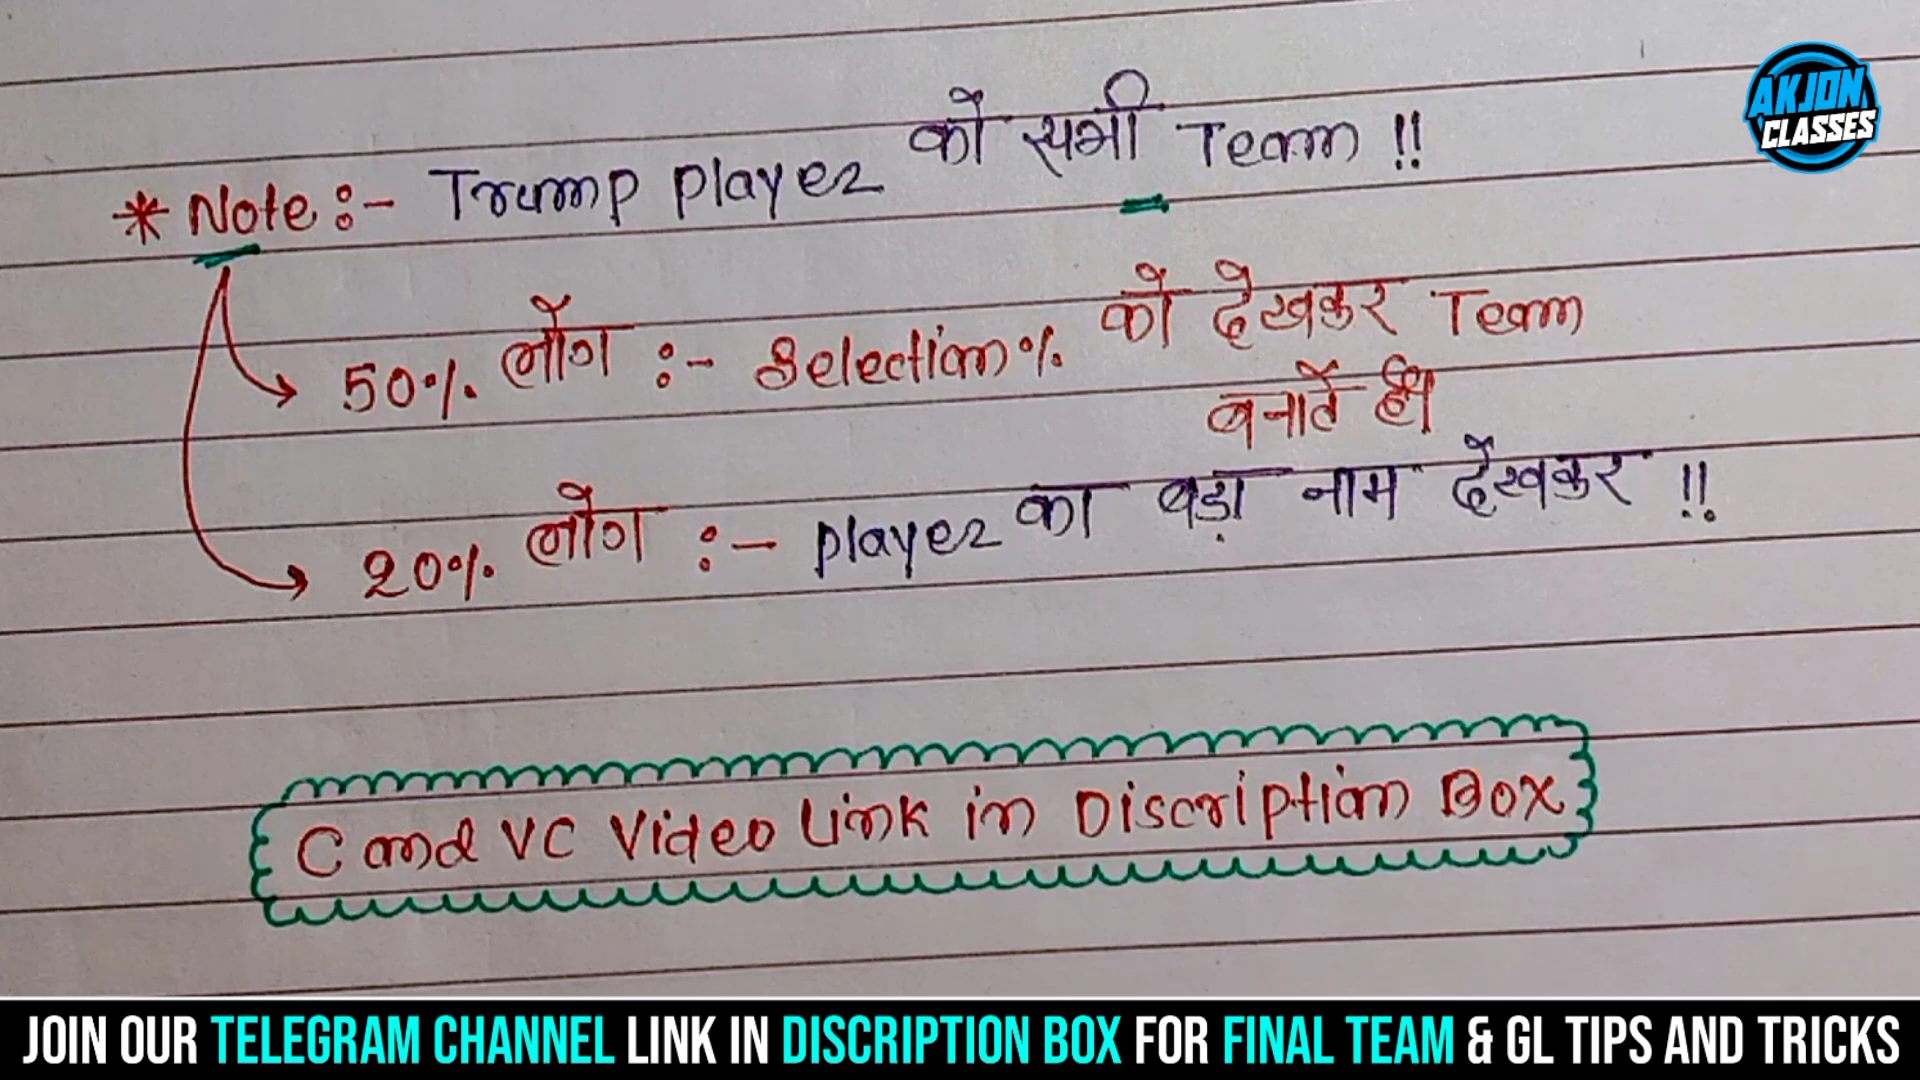 AKJON
CLASSES
* Note :- Trump player को सभी Team !!
50% लोग :- Selection% को देखकर Team
बनाते हैं।
20% लोग :- player का बड़ा नाम देखकर !!
C and VC Video Link in Discription Box
JOIN OUR TELEGRAM CHANNEL LINK IN DISCRIPTION BOX FOR FINAL TEAM & GL TIPS AND TRICKS